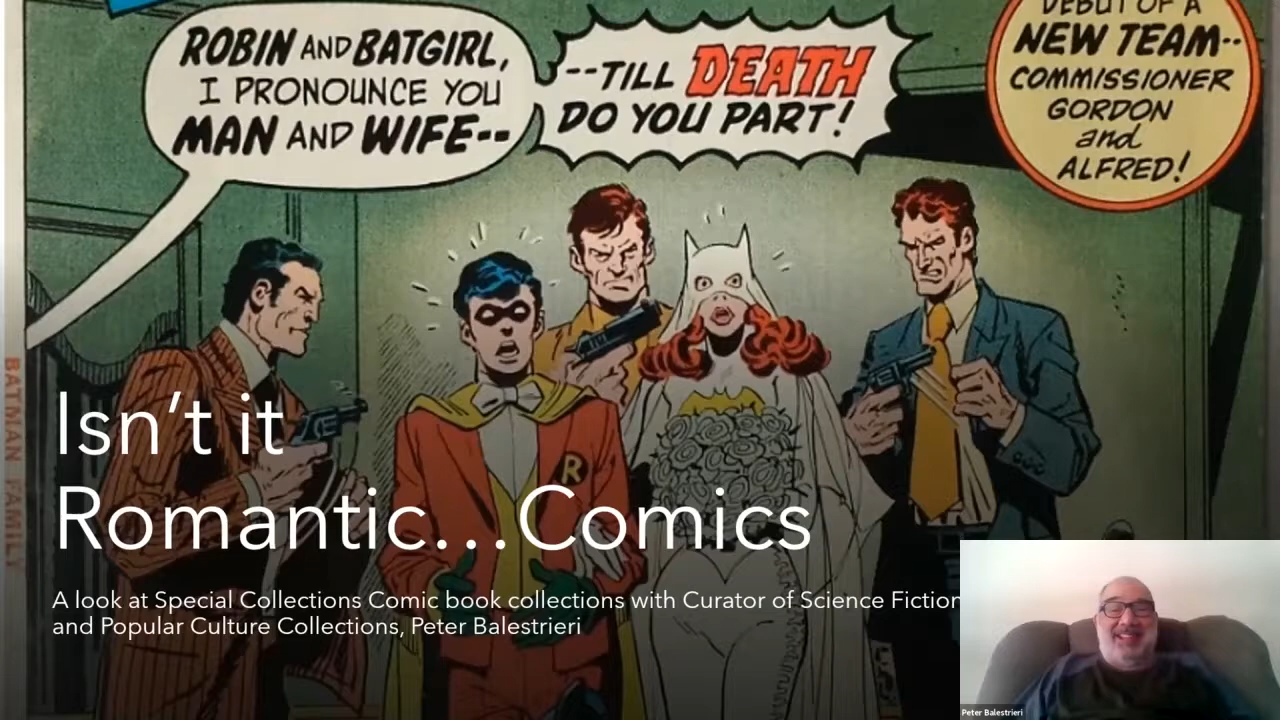 ROBIN AND BATGIRL,
I PRONOUNCE YOU
MAN AND WIFE--
--TILL DEATH
DO YOU PART!
DEBUT OF A
NEW TEAM--
COMMISSIONER
GORDON
and
ALFRED!
R
BATMAN FAMILY
Isn’t it
Romantic...Comics
A look at Special Collections Comic book collections with Curator of Science Fiction
and Popular Culture Collections, Peter Balestrieri
Peter Balestrieri